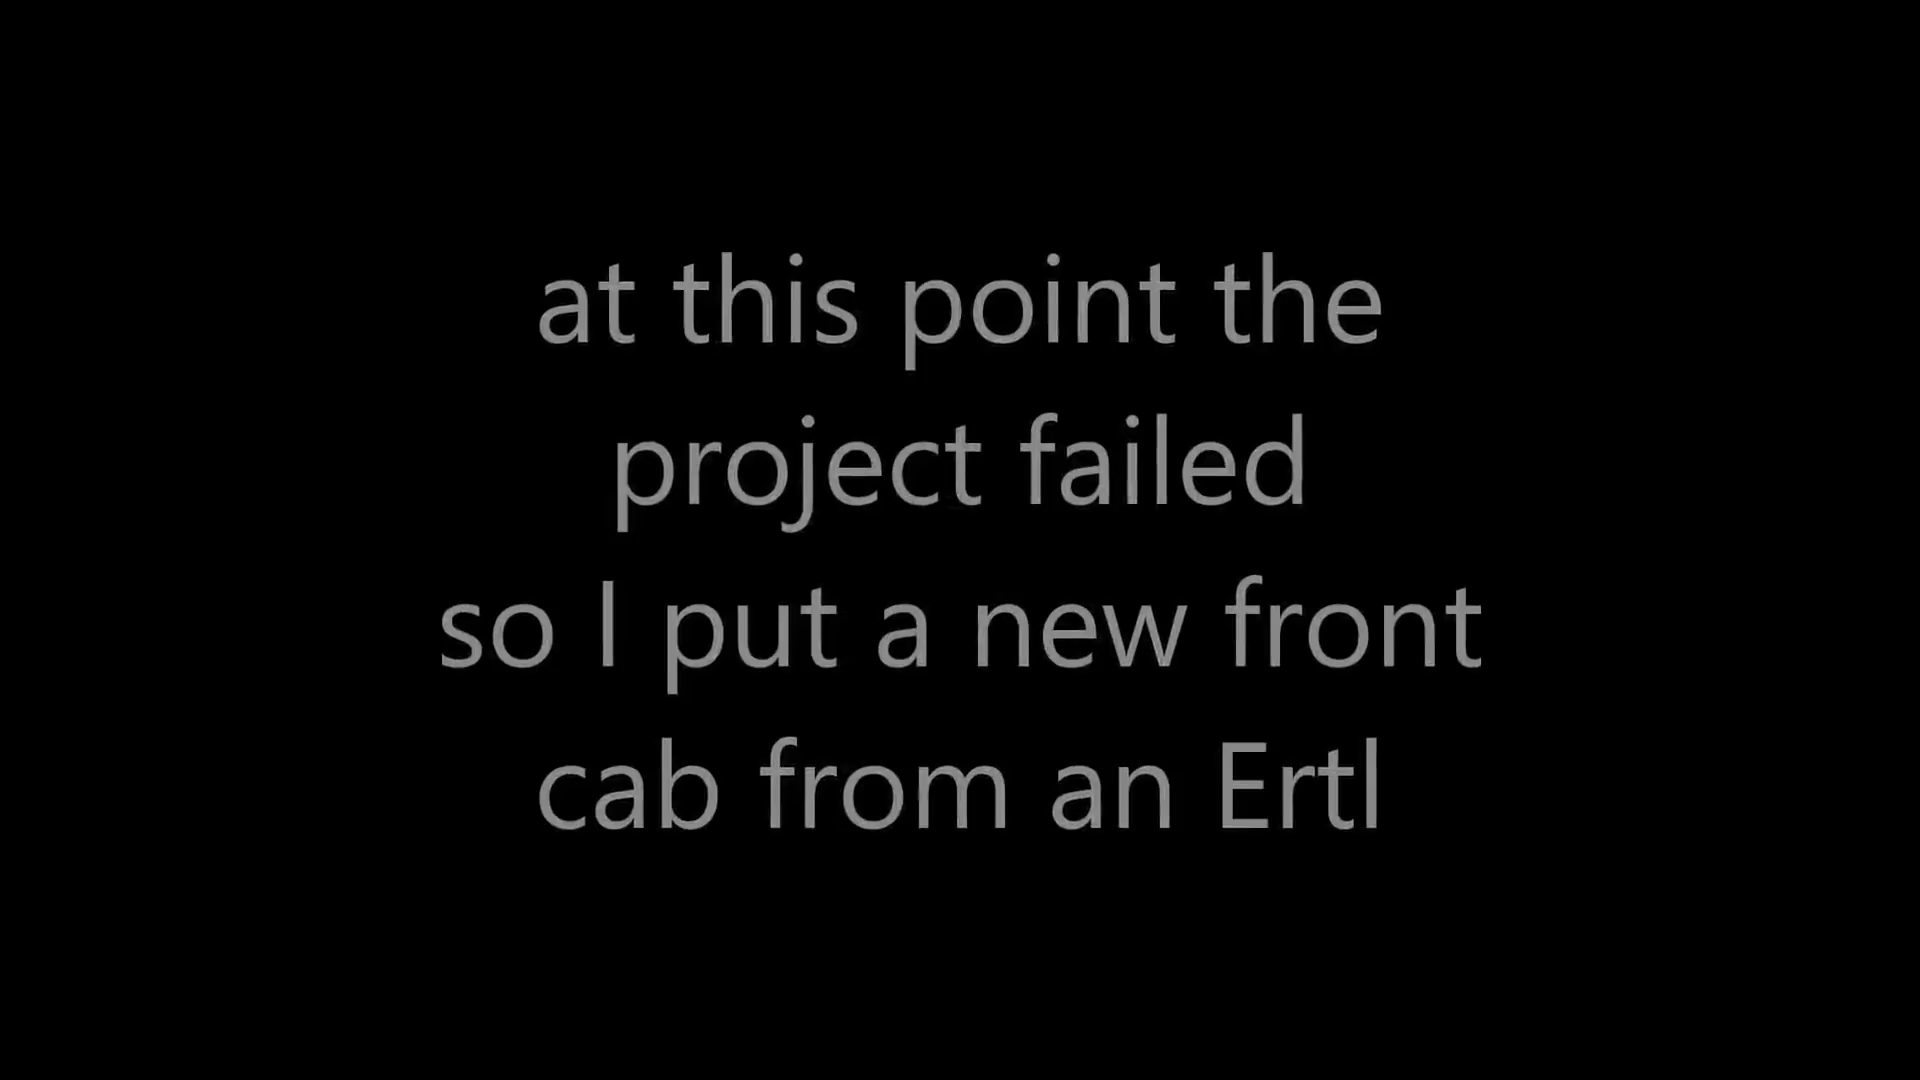 at this point the
project failed
so I put a new front
cab from an Ertl